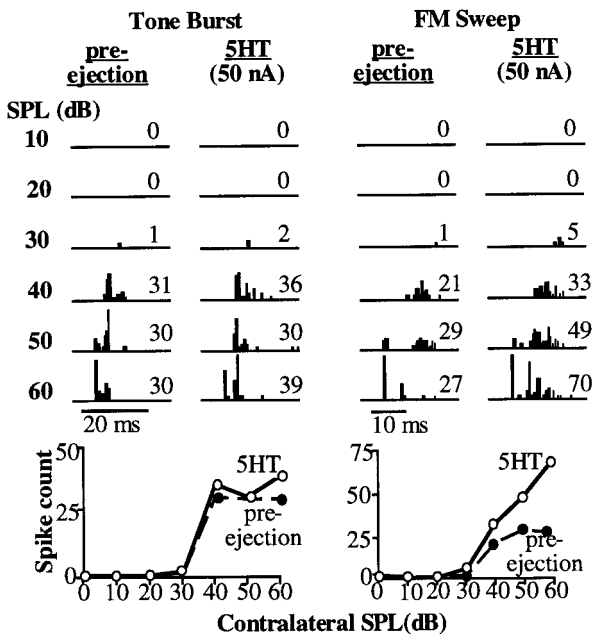 Tone Burst FM Sweep
pre- 5HT pre- 5HT
ejection (50 nA) ejection (50 nA)
SPL (dB)
10 0 0 0 0
20 0 0 0 0
30 1 2 1 5
40 31 36 21 33
50 30 30 29 49
60 30 39 27 70
20 ms 10 ms
50 75
5HT 5HT
50
25
25
pre- pre-
ejection ejection
0 0
0 10 20 30 40 50 60 0 10 20 30 40 50 60
Spike count
Contralateral SPL(dB)